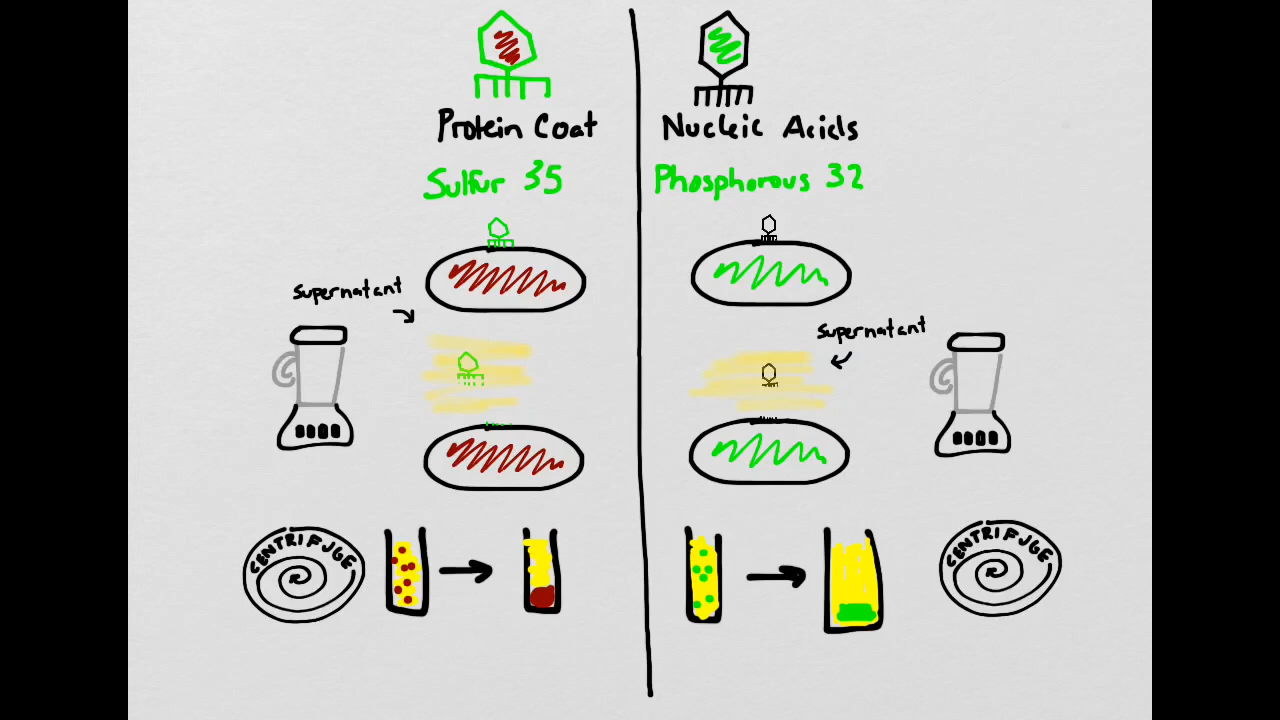 Protein Coat
Sulfur 35
supernatant
CENTRIFUGE
Nucleic Acids
Phosphorous 32
supernatant
CENTRIFUGE